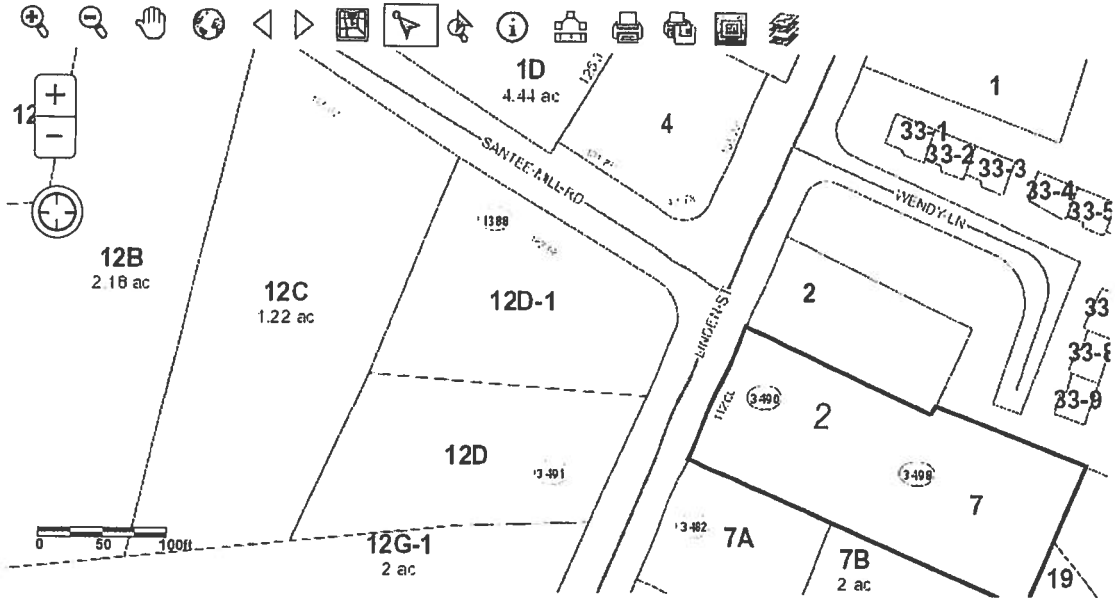 1D
4.44 ac
1
12
4
33-1
33-2
33-3
33-4
33-5
SANTEE-MILL-RD
WENDY-LN
1388
12B
2.18 ac
12C
1.22 ac
12D-1
2
33
LINDEN-S
33-8
3490
2
33-9
12D
3491
3498
7
3482
7A
0 50 100ft
12G-1
2 ac
7B
2 ac
19